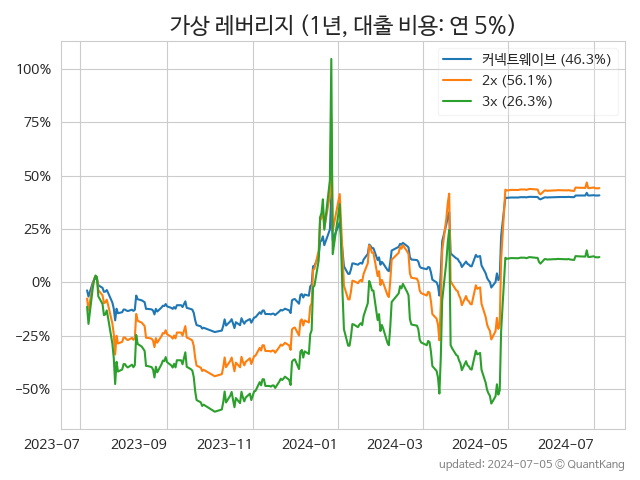 가상 레버리지 (1년, 대출 비용: 연 5%)
커넥트웨이브 (46.3%)
2x (56.1%)
3x (26.3%)
100%
75%
50%
25%
0%
−25%
−50%
2023-07
2023-09
2023-11
2024-01
2024-03
2024-05
2024-07
updated: 2024-07-05 © QuantKang